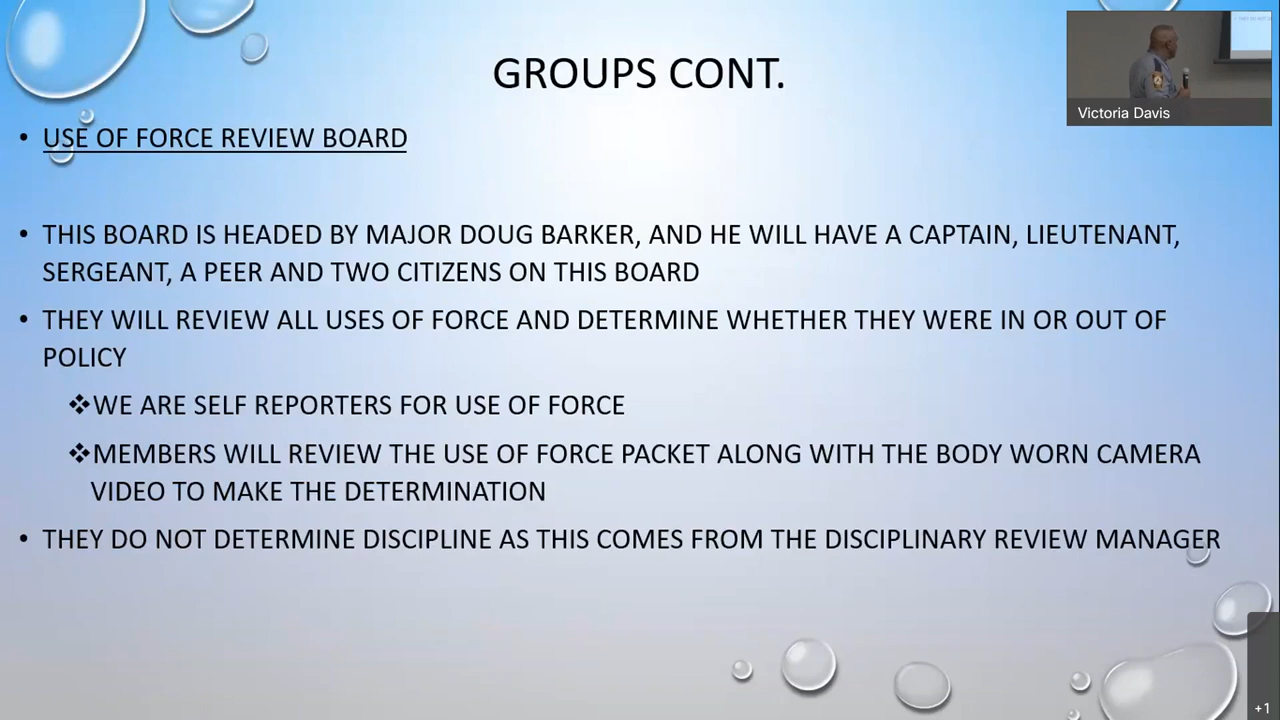 GROUPS CONT.
Victoria Davis
• USE OF FORCE REVIEW BOARD
• THIS BOARD IS HEADED BY MAJOR DOUG BARKER, AND HE WILL HAVE A CAPTAIN, LIEUTENANT,
SERGEANT, A PEER AND TWO CITIZENS ON THIS BOARD
• THEY WILL REVIEW ALL USES OF FORCE AND DETERMINE WHETHER THEY WERE IN OR OUT OF
POLICY
❖WE ARE SELF REPORTERS FOR USE OF FORCE
❖MEMBERS WILL REVIEW THE USE OF FORCE PACKET ALONG WITH THE BODY WORN CAMERA
VIDEO TO MAKE THE DETERMINATION
• THEY DO NOT DETERMINE DISCIPLINE AS THIS COMES FROM THE DISCIPLINARY REVIEW MANAGER
+1